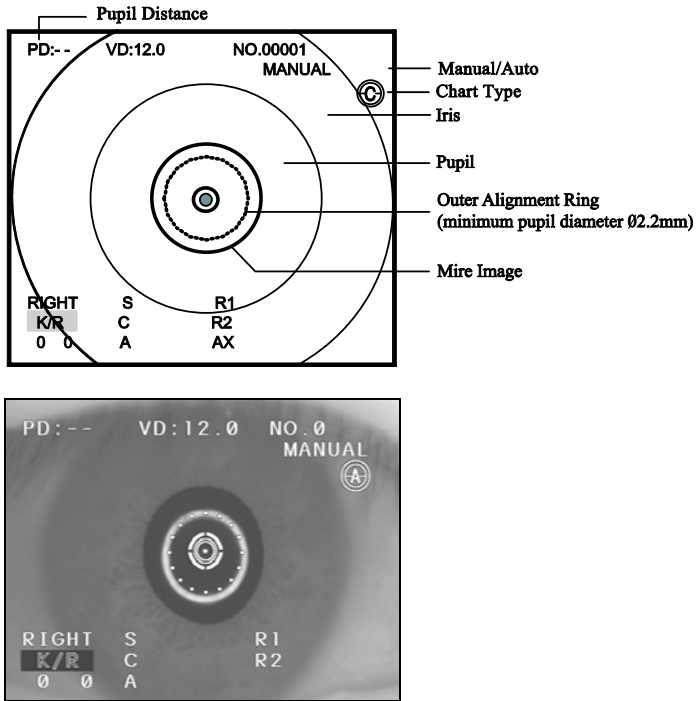 Pupil Distance
PD:- - VD:12.0 NO.00001
MANUAL
Manual/Auto
C
Chart Type
Iris
Pupil
Outer Alignment Ring
(minimum pupil diameter Ø2.2mm)
Mire Image
RIGHT S R1
K/R C R2
0 0 A AX
PD:-- VD:12.0 NO.0
MANUAL
A
RIGHT S R1
K/R C R2
0 0 A